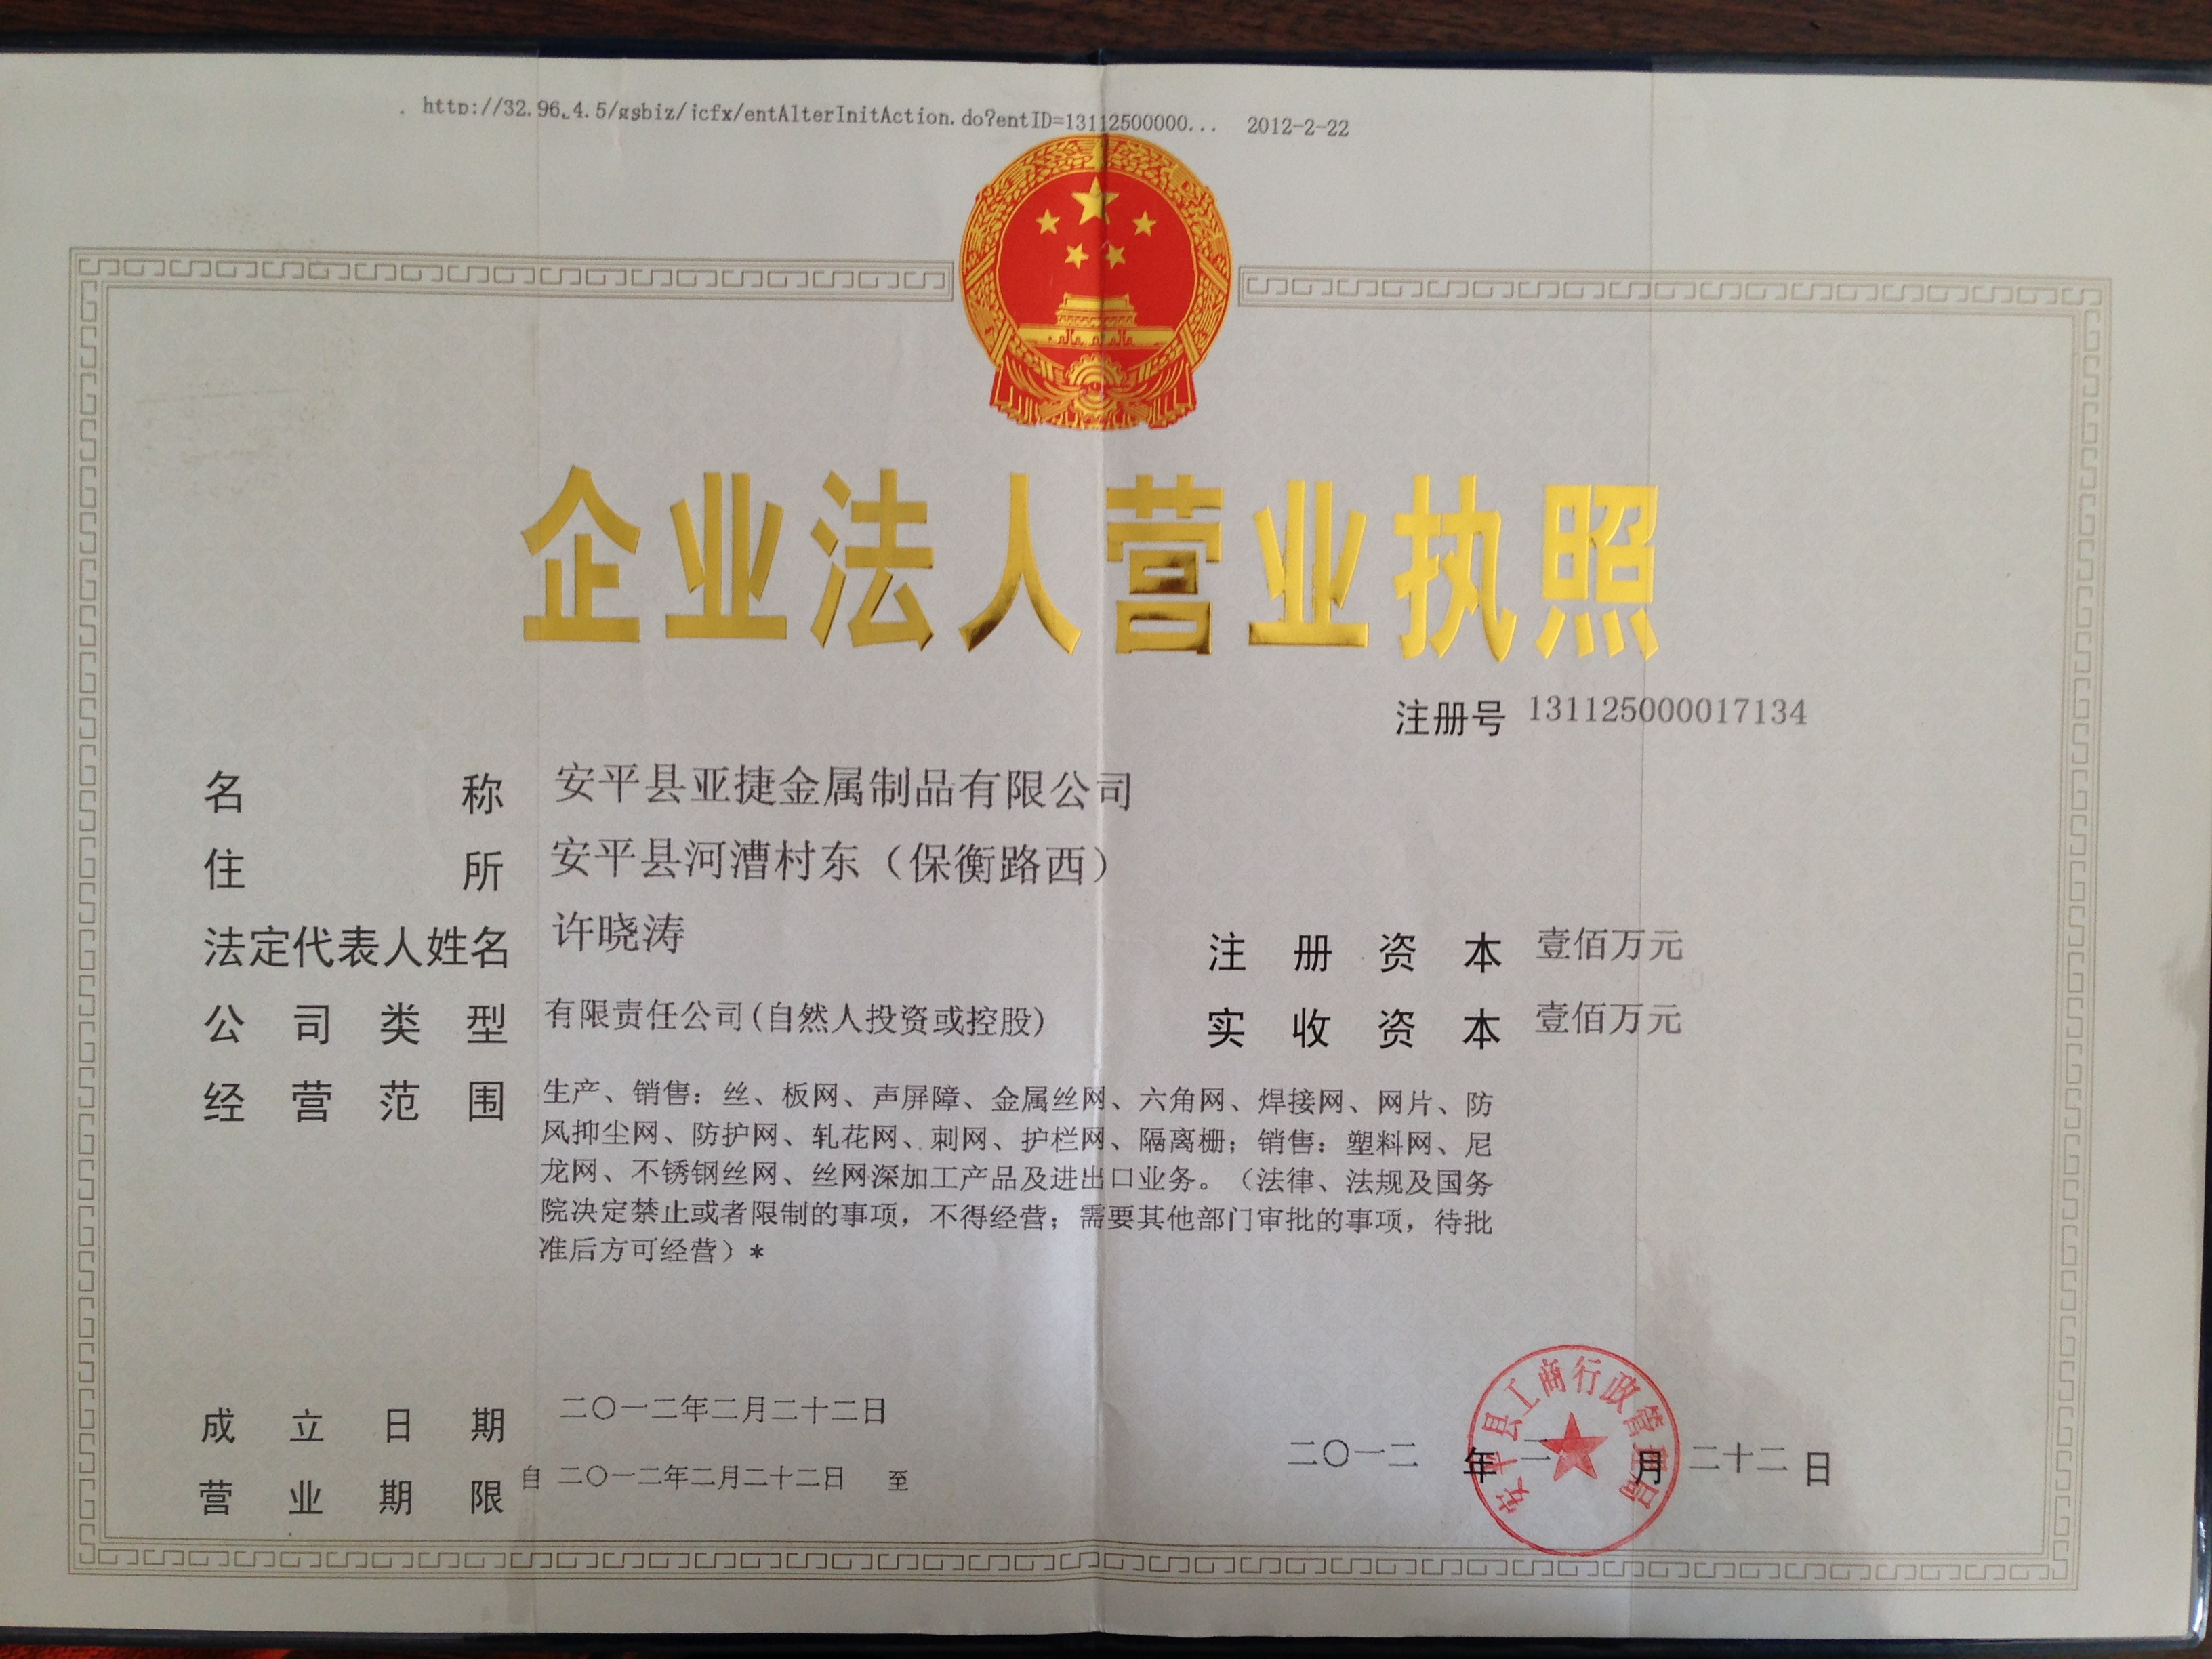 http://32.96.4.5/gsbiz/jcfx/entAlterInitAction.do?entID=13112500000... 2012-2-22
企业法人营业执照
注册号 131125000017134
名称 安平县亚捷金属制品有限公司
住所 安平县河漕村东（保衡路西）
法定代表人姓名 许晓涛
注册资本 壹佰万元
公司类型 有限责任公司(自然人投资或控股)
实收资本 壹佰万元
经营范围 生产、销售：丝、板网、声屏障、金属丝网、六角网、焊接网、网片、防
风抑尘网、防护网、轧花网、刺网、护栏网、隔离栅；销售：塑料网、尼
龙网、不锈钢丝网、丝网深加工产品及进出口业务。（法律、法规及国务
院决定禁止或者限制的事项，不得经营；需要其他部门审批的事项，待批
准后方可经营）*
成立日期 二〇一二年二月二十二日
营业期限 自 二〇一二年二月二十二日 至
安平县工商行政管理局
二〇一二 年 二 月 二十二 日